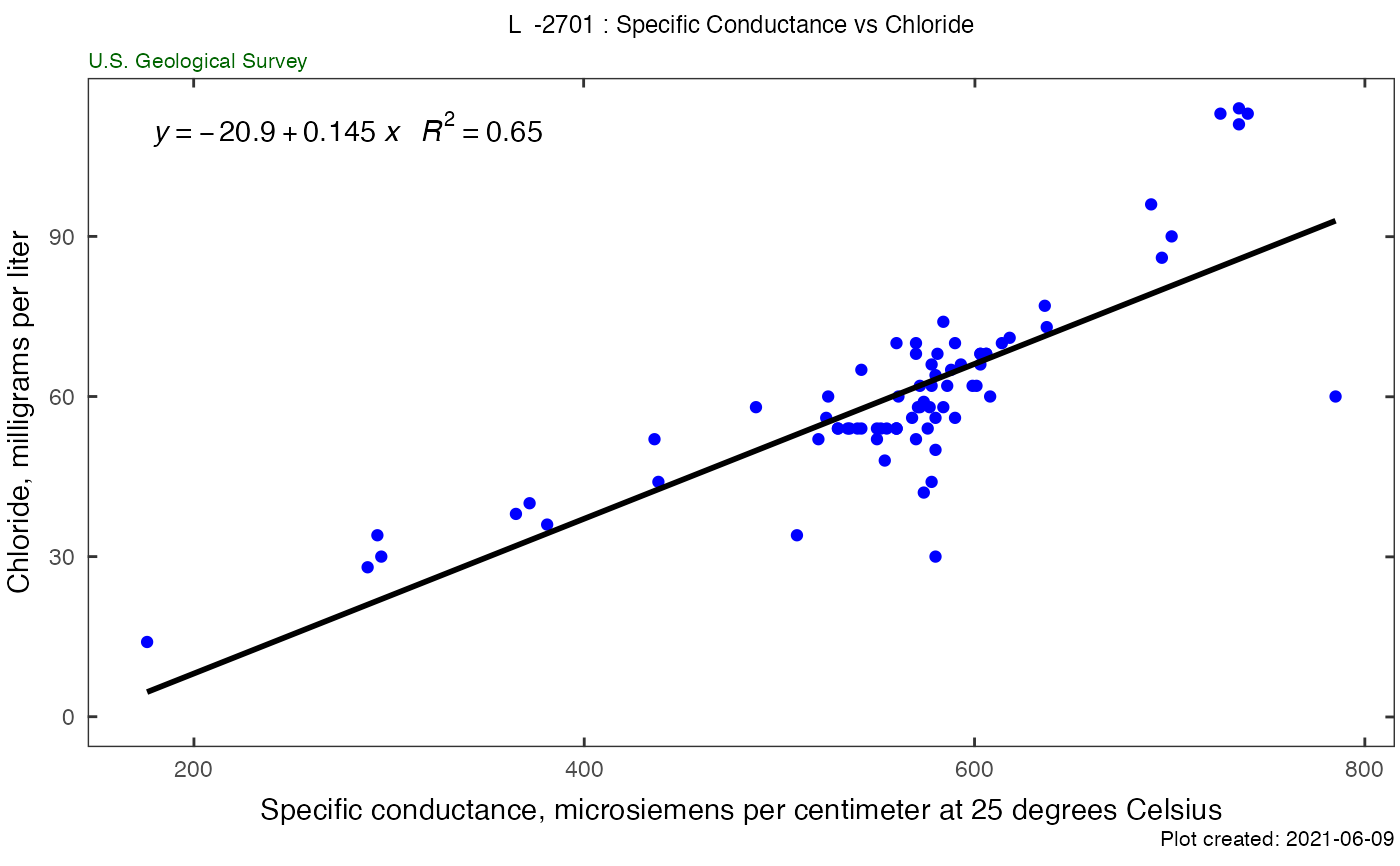 L  -2701 : Specific Conductance vs Chloride
U.S. Geological Survey
y = −20.9 + 0.145 x   R² = 0.65
Chloride, milligrams per liter
90
60
30
0
200 400 600 800
Specific conductance, microsiemens per centimeter at 25 degrees Celsius
Plot created: 2021-06-09